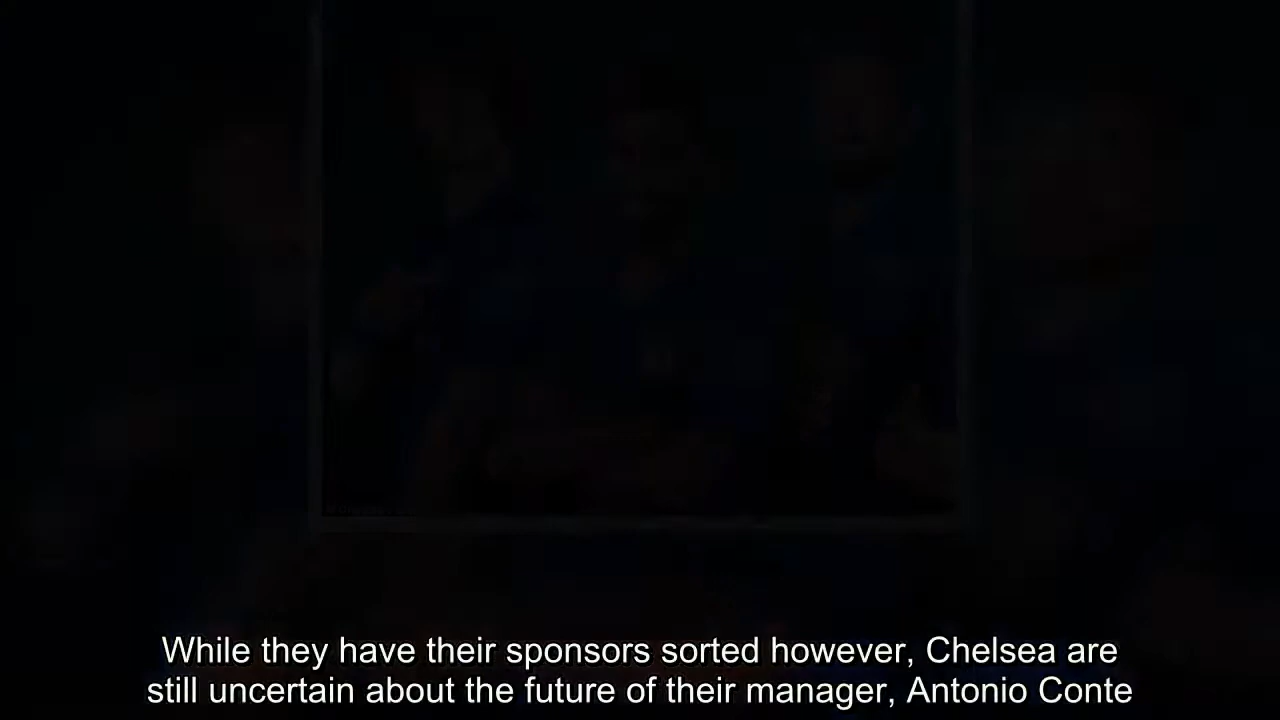 While they have their sponsors sorted however, Chelsea are
still uncertain about the future of their manager, Antonio Conte